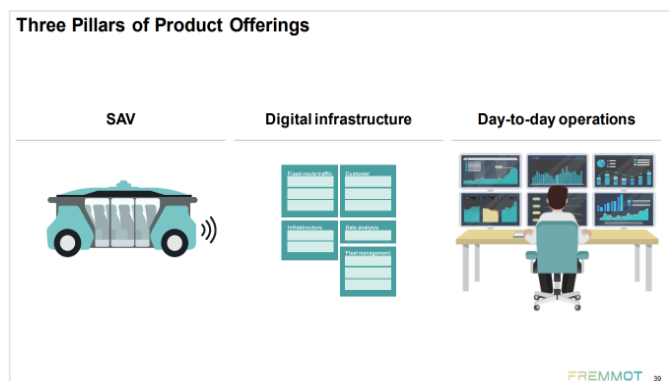 Three Pillars of Product Offerings
SAV
Digital infrastructure
Day-to-day operations
Fixed-route traffic
Customer
Infrastructure
Data analysis
Fleet management
FREMMOT
39